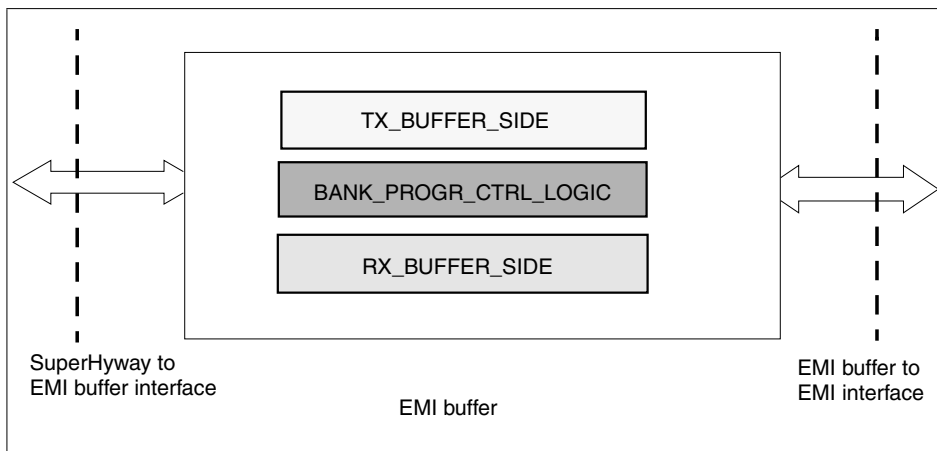 TX_BUFFER_SIDE
BANK_PROGR_CTRL_LOGIC
RX_BUFFER_SIDE
SuperHyway to
EMI buffer interface
EMI buffer
EMI buffer to
EMI interface